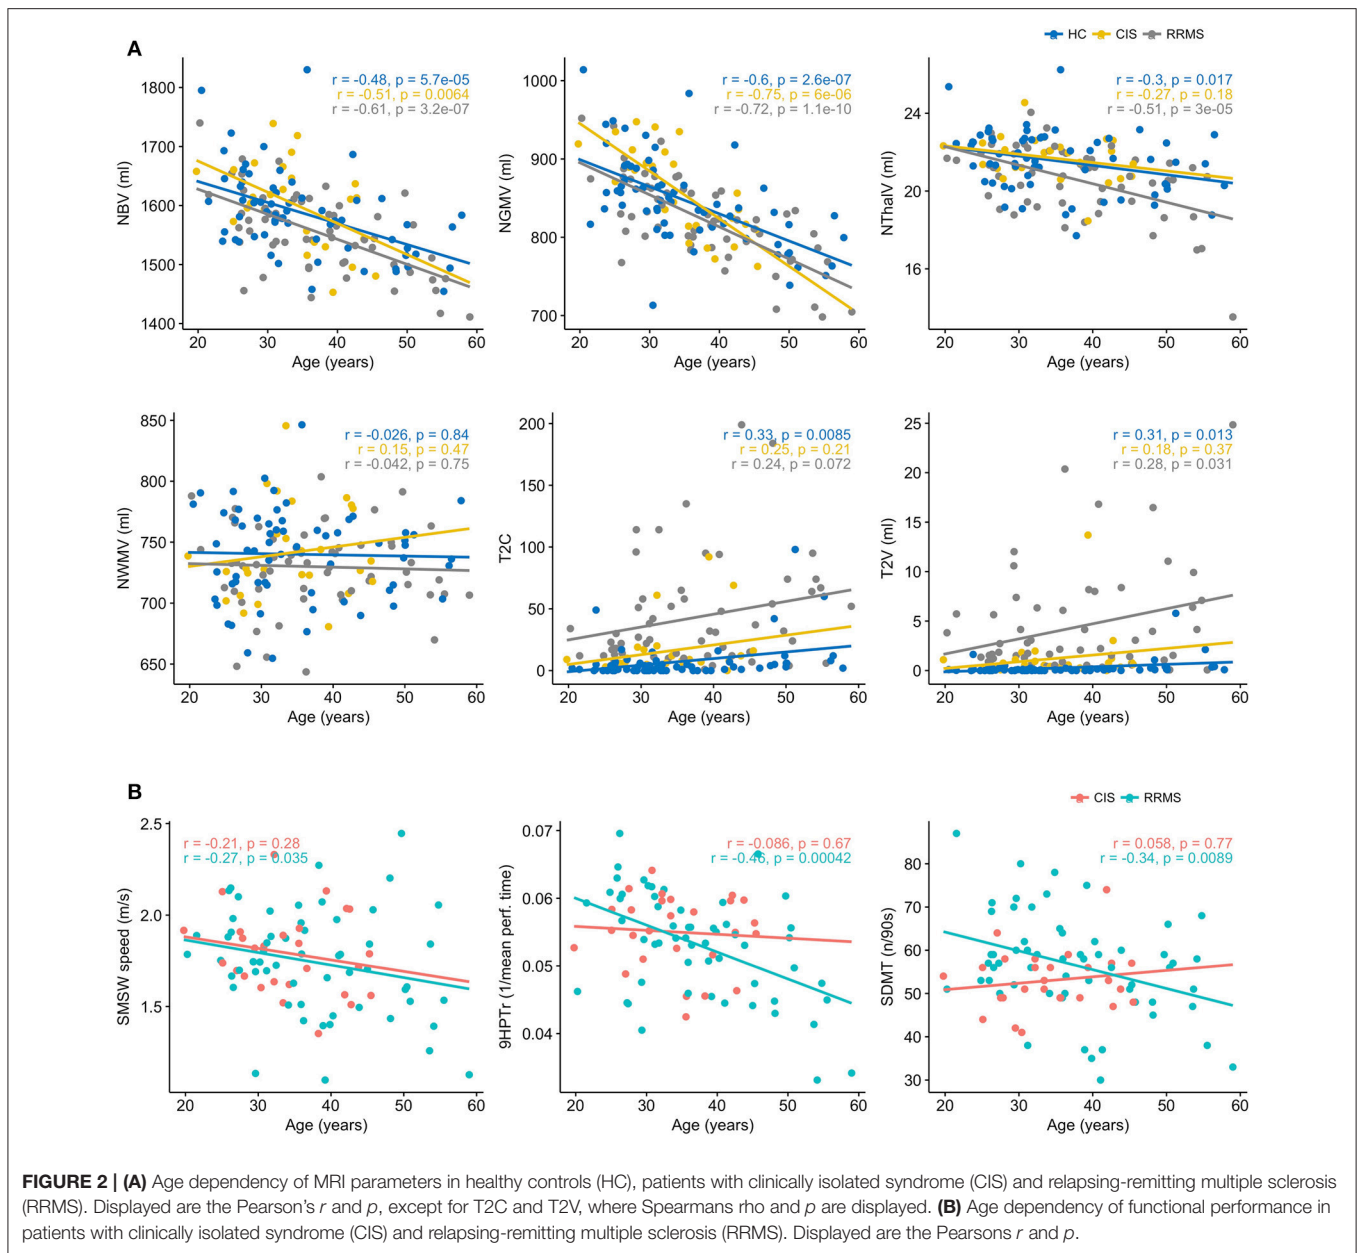 A
HC CIS RRMS
r = -0.48, p = 5.7e-05
r = -0.51, p = 0.0064
r = -0.61, p = 3.2e-07
1800
1700
1600
1500
1400
NBV (ml)
20 30 40 50 60
Age (years)
r = -0.6, p = 2.6e-07
r = -0.75, p = 6e-06
r = -0.72, p = 1.1e-10
1000
900
800
700
NGMV (ml)
20 30 40 50 60
Age (years)
r = -0.3, p = 0.017
r = -0.27, p = 0.18
r = -0.51, p = 3e-05
24
20
16
NThalV (ml)
20 30 40 50 60
Age (years)
r = -0.026, p = 0.84
r = 0.15, p = 0.47
r = -0.042, p = 0.75
850
800
750
700
650
NWMV (ml)
20 30 40 50 60
Age (years)
r = 0.33, p = 0.0085
r = 0.25, p = 0.21
r = 0.24, p = 0.072
200
150
100
50
0
T2C
20 30 40 50 60
Age (years)
r = 0.31, p = 0.013
r = 0.18, p = 0.37
r = 0.28, p = 0.031
25
20
15
10
5
0
T2V (ml)
20 30 40 50 60
Age (years)
B
CIS RRMS
r = -0.21, p = 0.28
r = -0.27, p = 0.035
2.5
2.0
1.5
SMSW speed (m/s)
20 30 40 50 60
Age (years)
r = -0.086, p = 0.67
r = -0.46, p = 0.00042
0.07
0.06
0.05
0.04
9HPTr (1/mean perf. time)
20 30 40 50 60
Age (years)
r = 0.058, p = 0.77
r = -0.34, p = 0.0089
80
70
60
50
40
30
SDMT (n/90s)
20 30 40 50 60
Age (years)
FIGURE 2 | (A) Age dependency of MRI parameters in healthy controls (HC), patients with clinically isolated syndrome (CIS) and relapsing-remitting multiple sclerosis
(RRMS). Displayed are the Pearson's r and p, except for T2C and T2V, where Spearmans rho and p are displayed. (B) Age dependency of functional performance in
patients with clinically isolated syndrome (CIS) and relapsing-remitting multiple sclerosis (RRMS). Displayed are the Pearsons r and p.